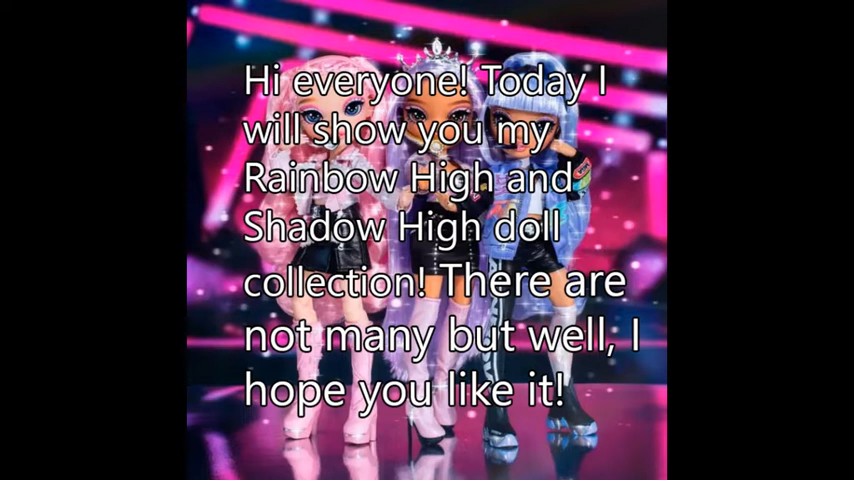 Hi everyone! Today I
will show you my
Rainbow High and
Shadow High doll
collection! There are
not many but well, I
hope you like it!